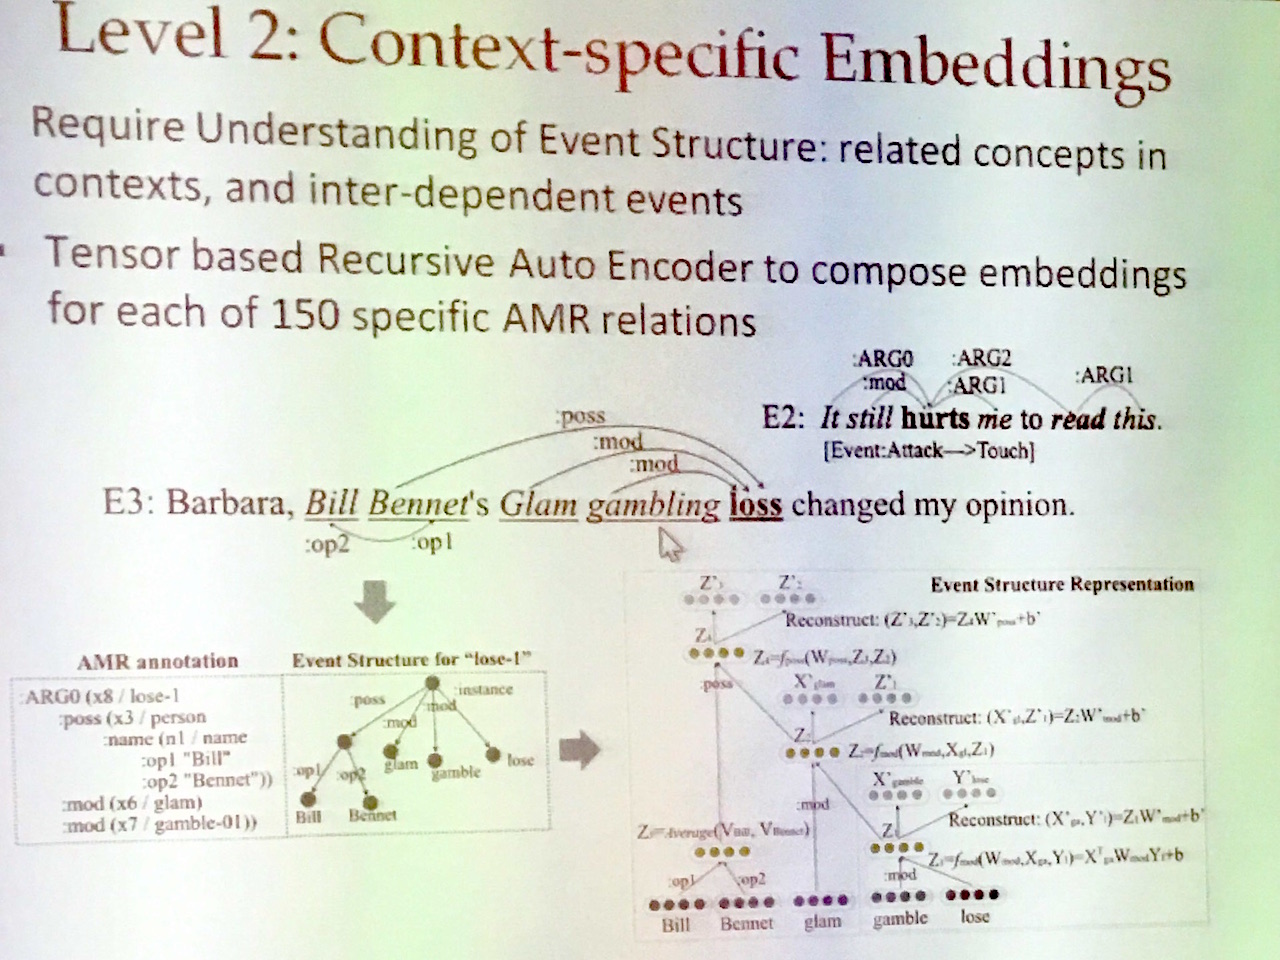 Level 2: Context-specific Embeddings
Require Understanding of Event Structure: related concepts in
contexts, and inter-dependent events
Tensor based Recursive Auto Encoder to compose embeddings
for each of 150 specific AMR relations
:ARG0 :ARG2
:mod :ARG1 :ARG1
E2: It still hurts me to read this.
[Event:Attack—>Touch]
:poss
:mod
:mod
E3: Barbara, Bill Bennet's Glam gambling loss changed my opinion.
:op2 :op1
AMR annotation
:ARG0 (x8 / lose-1
:poss (x3 / person
:name (n1 / name
:op1 "Bill"
:op2 "Bennet"))
:mod (x6 / glam)
:mod (x7 / gamble-01))
Event Structure for "lose-1"
:poss :mod :mod :instance
:op1 :op2 glam gamble lose
Bill Bennet
Event Structure Representation
Z'3 Z'2
Reconstruct: (Z'3,Z'2)=Z4W'poss+b'
Z4 Z4=fposs(Wposs,Z3,Z2)
:poss
X'glam Z'1
Reconstruct: (X'gl,Z'1)=Z2W'mod+b'
Z2 Z2=fmod(Wmod,Xgl,Z1)
:mod
X'gamble Y'lose
Reconstruct: (X'ga,Y'l)=Z1W'mod+b'
Z1
Z1=fmod(Wmod,Xga,Yl)=XTgaWmodYl+b
:mod
Z3=Average(VBill, VBennet)
:op1 :op2
Bill Bennet glam gamble lose